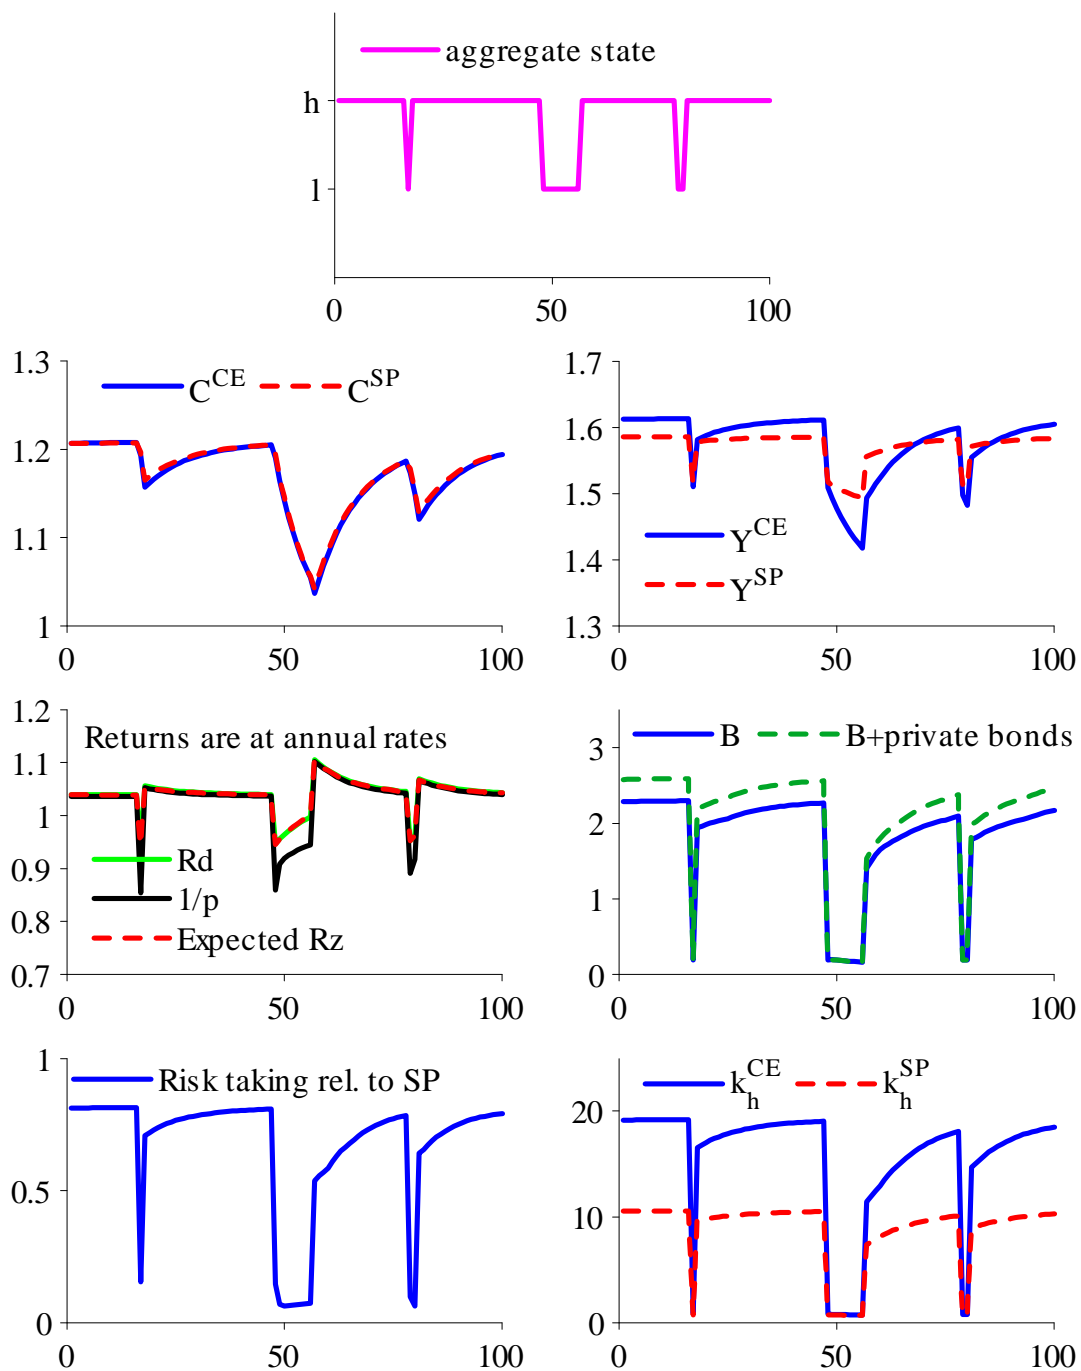 aggregate state
h
l
0 50 100
1.3
C^CE C^SP
1.2
1.1
1
0 50 100
1.7
1.6
1.5
Y^CE
1.4
Y^SP
1.3
0 50 100
1.2
Returns are at annual rates
1.1
1.0
0.9
Rd
1/p
0.8
Expected Rz
0.7
0 50 100
B B+private bonds
3
2
1
0
0 50 100
1
Risk taking rel. to SP
0.5
0
0 50 100
k_h^CE k_h^SP
20
10
0
0 50 100